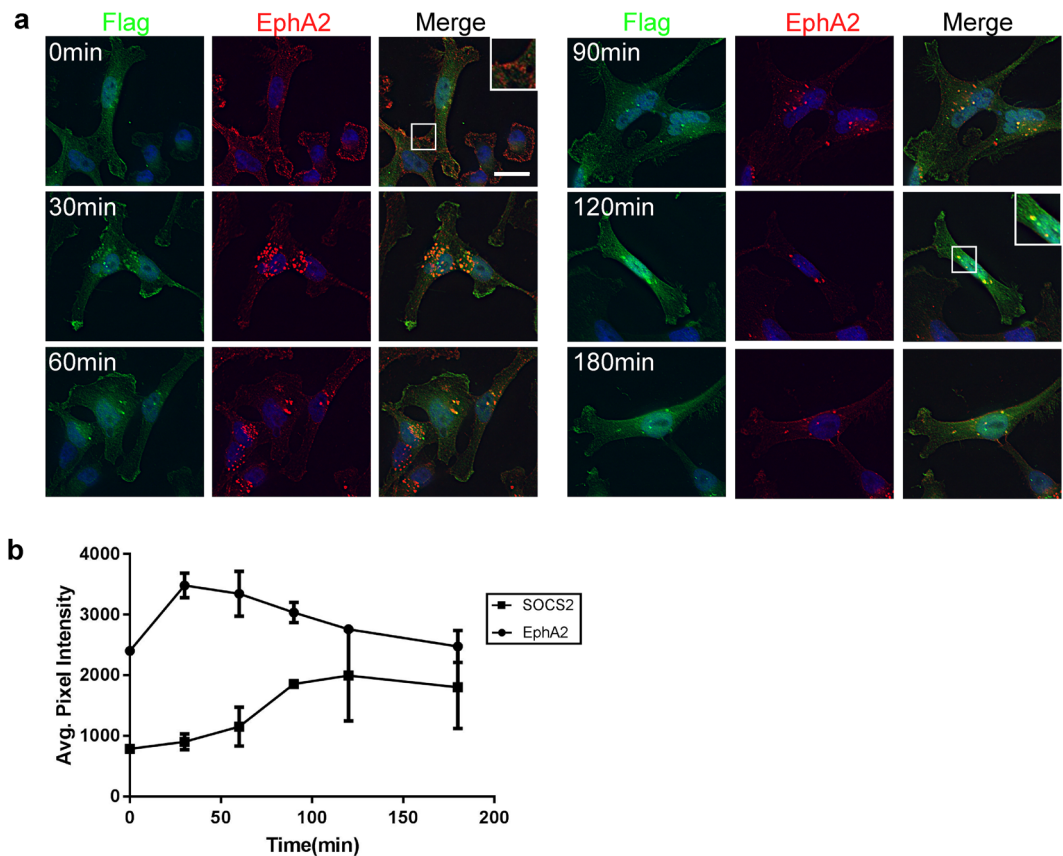 a
Flag EphA2 Merge Flag EphA2 Merge
0min 90min
30min 120min
60min 180min
b
4000
3000
2000
1000
0
Avg. Pixel Intensity
SOCS2
EphA2
0 50 100 150 200
Time(min)